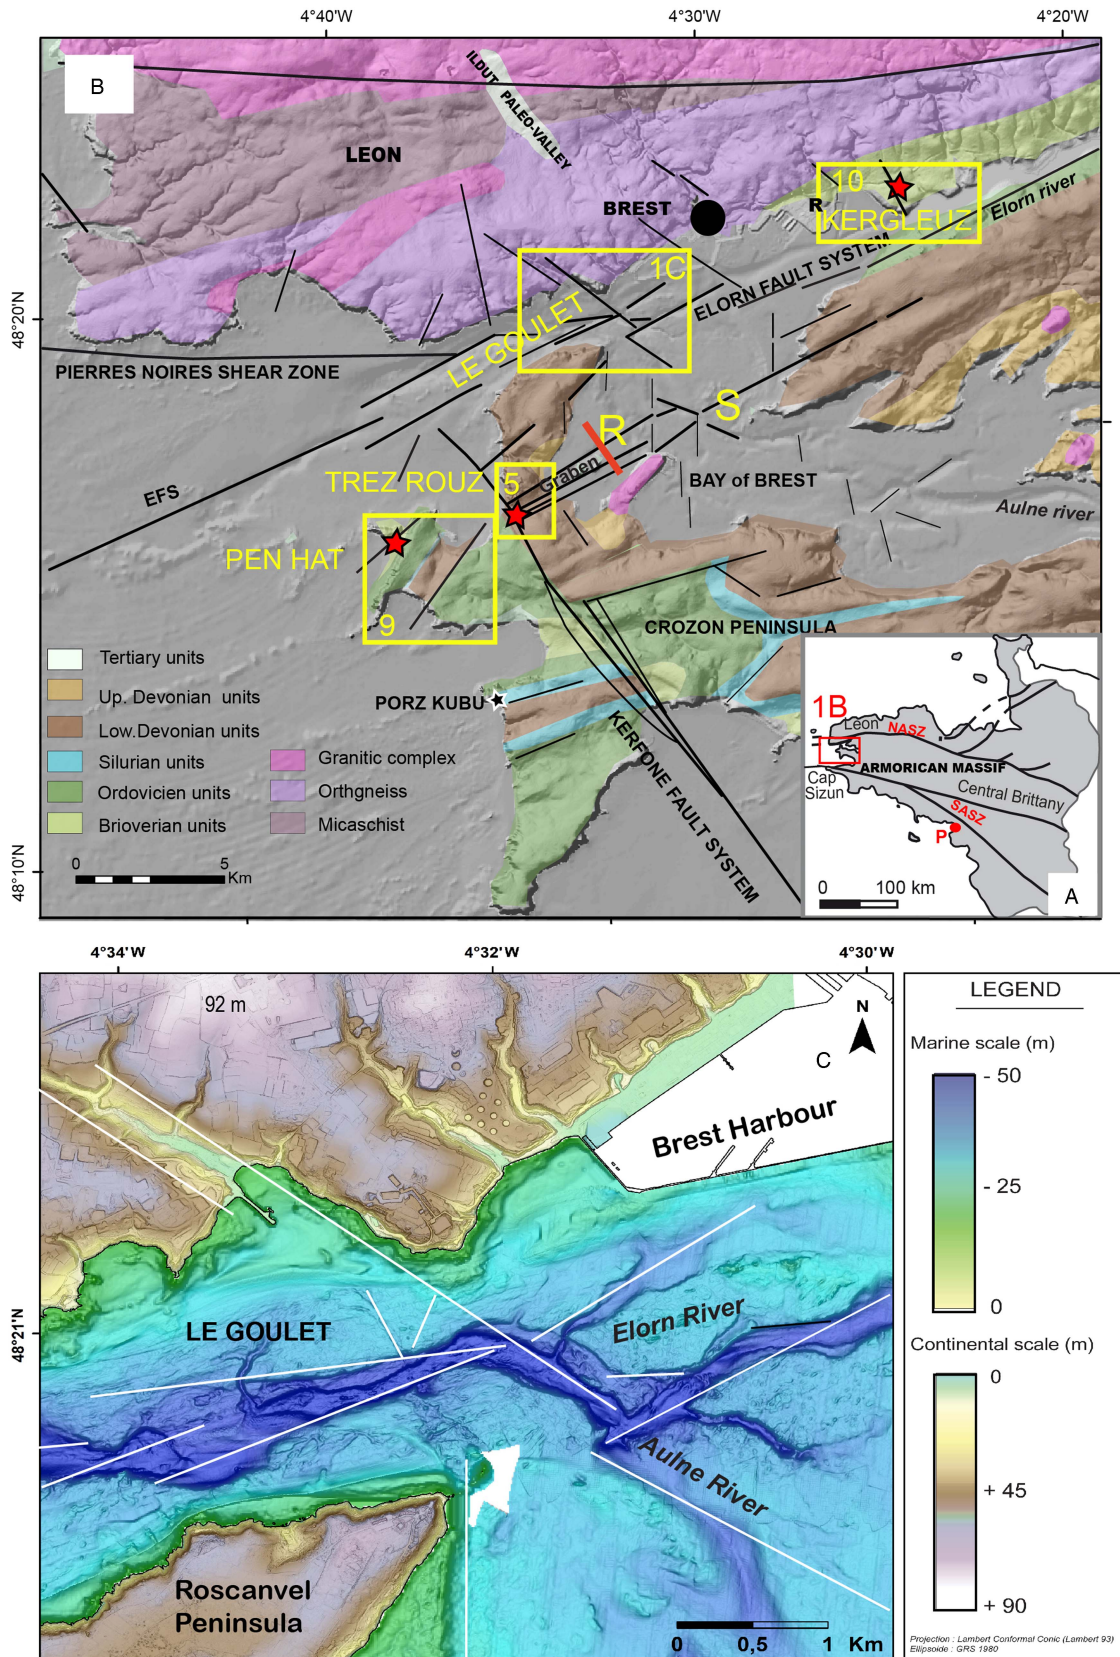 4°40'W
4°30'W
4°20'W
B
ILDUT PALEO-VALLEY
LEON
BREST
10
R
KERGLEUZ
Elorn river
1C
ELORN FAULT SYSTEM
48°20'N
LE GOULET
PIERRES NOIRES SHEAR ZONE
S
R
Graben
TREZ ROUZ
5
BAY of BREST
EFS
Aulne river
PEN HAT
9
CROZON PENINSULA
PORZ KUBU
KERFONE FAULT SYSTEM
Tertiary units
Up. Devonian units
Low.Devonian units
Silurian units
Ordovicien units
Brioverian units
Granitic complex
Orthgneiss
Micaschist
0
5
Km
48°10'N
1B
Leon
NASZ
ARMORICAN MASSIF
Cap
Sizun
Central Brittany
SASZ
P
0
100 km
A
4°34'W
4°32'W
4°30'W
92 m
N
C
Brest Harbour
48°21'N
LE GOULET
Elorn River
Aulne River
Roscanvel
Peninsula
0
0,5
1
Km
LEGEND
Marine scale (m)
- 50
- 25
0
Continental scale (m)
0
+ 45
+ 90
Projection : Lambert Conformal Conic (Lambert 93)
Ellipsoide : GRS 1980